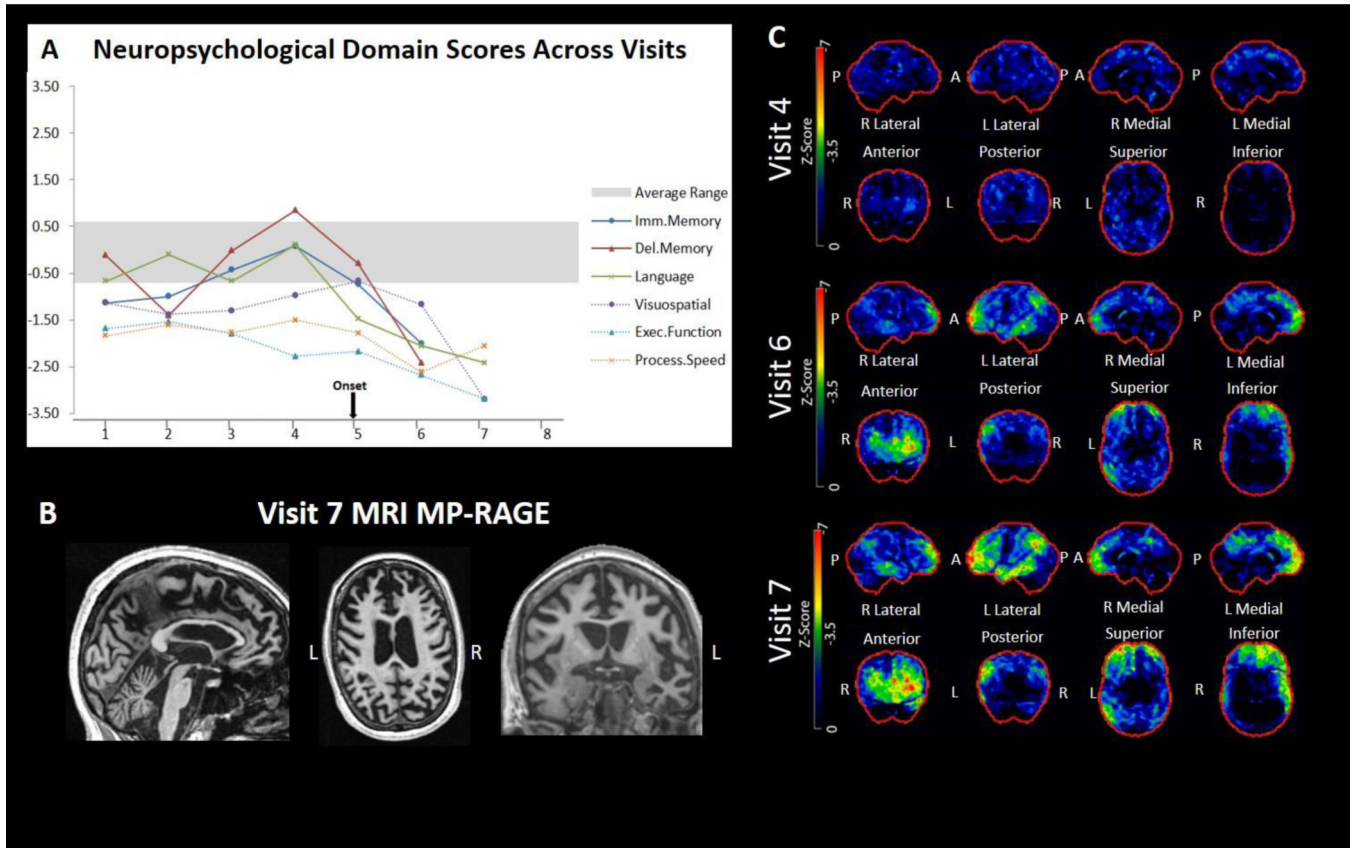 A Neuropsychological Domain Scores Across Visits
3.50
2.50
1.50
0.50
-0.50
-1.50
-2.50
-3.50
Onset
1 2 3 4 5 6 7 8
Average Range
Imm.Memory
Del.Memory
Language
Visuospatial
Exec.Function
Process.Speed
B Visit 7 MRI MP-RAGE
L R L
C
Visit 4
Z-Score
-7
-3.5
0
P A P A P
R Lateral L Lateral R Medial L Medial
Anterior Posterior Superior Inferior
R L R L R
Visit 6
Z-Score
-7
-3.5
0
P A P A P
R Lateral L Lateral R Medial L Medial
Anterior Posterior Superior Inferior
R L R L R
Visit 7
Z-Score
-7
-3.5
0
P A P A P
R Lateral L Lateral R Medial L Medial
Anterior Posterior Superior Inferior
R L R L R